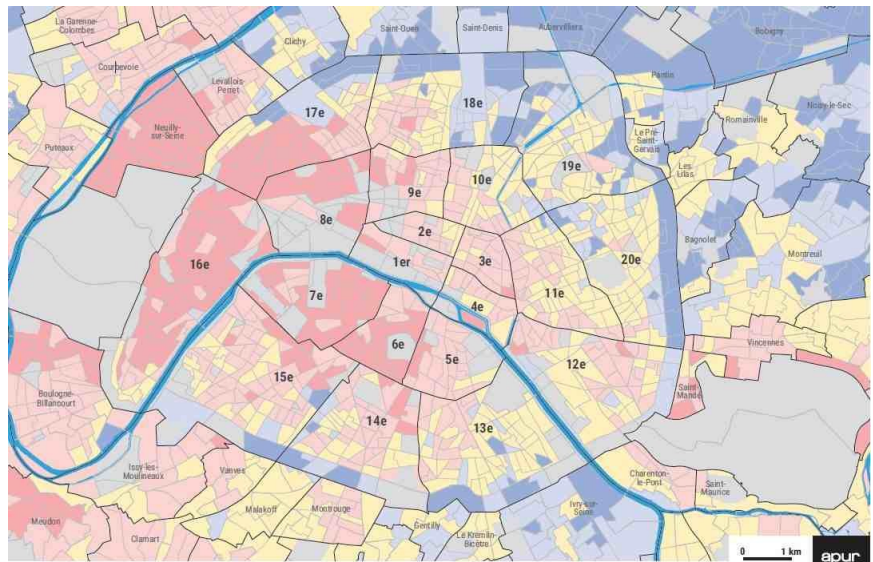 La Garenne-
Colombes
Courbevoie
Clichy
Saint-Ouen
Saint-Denis
Aubervilliers
Bobigny
Levallois
Perret
Pantin
Neuilly-
sur-Seine
Puteaux
17e
18e
Noisy-le-Sec
Romainville
Le Pré-
Saint-
Gervais
19e
Les
Lilas
10e
9e
8e
2e
Bagnolet
Montreuil
16e
1er
3e
20e
7e
11e
4e
6e
5e
Vincennes
12e
15e
Saint-
Mandé
Boulogne-
Billancourt
14e
13e
Issy-les-
Moulineaux
Vanves
Charenton-
le-Pont
Saint-
Maurice
Malakoff
Montrouge
Ivry-sur-
Seine
Gentilly
Meudon
Clamart
Le Kremlin-
Bicêtre
0 1 km
apur